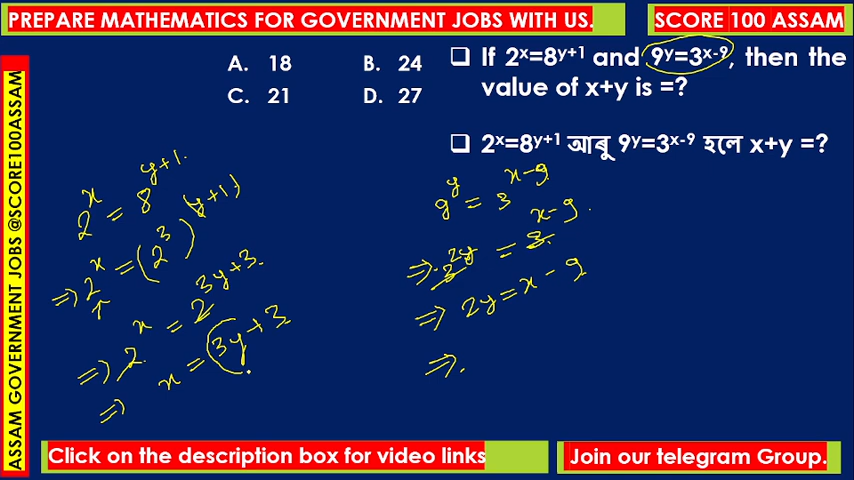 PREPARE MATHEMATICS FOR GOVERNMENT JOBS WITH US.
SCORE 100 ASSAM
ASSAM GOVERNMENT JOBS @SCORE100ASSAM
A. 18 B. 24
C. 21 D. 27
❑ If 2ˣ=8ʸ⁺¹ and 9ʸ=3ˣ⁻⁹, then the
value of x+y is =?
❑ 2ˣ=8ʸ⁺¹ আৰু 9ʸ=3ˣ⁻⁹ হলে x+y =?
2ˣ = 8ʸ⁺¹.
⇒ 2ˣ = (2³)⁽ʸ⁺¹⁾
⇒ 2ˣ = 2³ʸ⁺³.
x = 3y+3
⇒
9ʸ = 3ˣ⁻⁹
⇒ 3²ʸ = 3ˣ⁻⁹.
⇒ 2y = x - 9
⇒
Click on the description box for video links
Join our telegram Group.